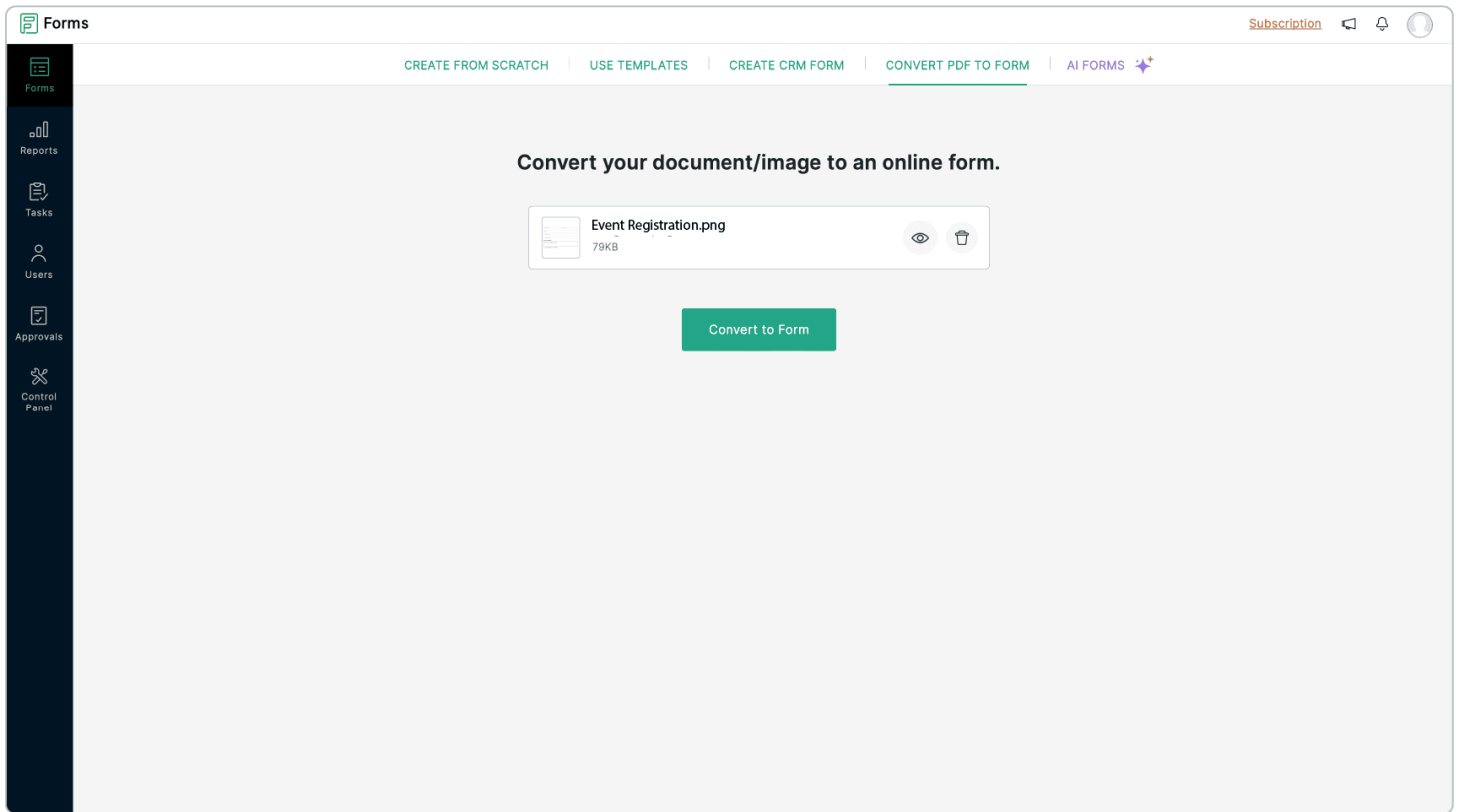 Forms
Subscription
CREATE FROM SCRATCH
USE TEMPLATES
CREATE CRM FORM
CONVERT PDF TO FORM
AI FORMS
Forms
Reports
Tasks
Users
Approvals
Control
Panel
Convert your document/image to an online form.
Event Registration.png
79KB
Convert to Form